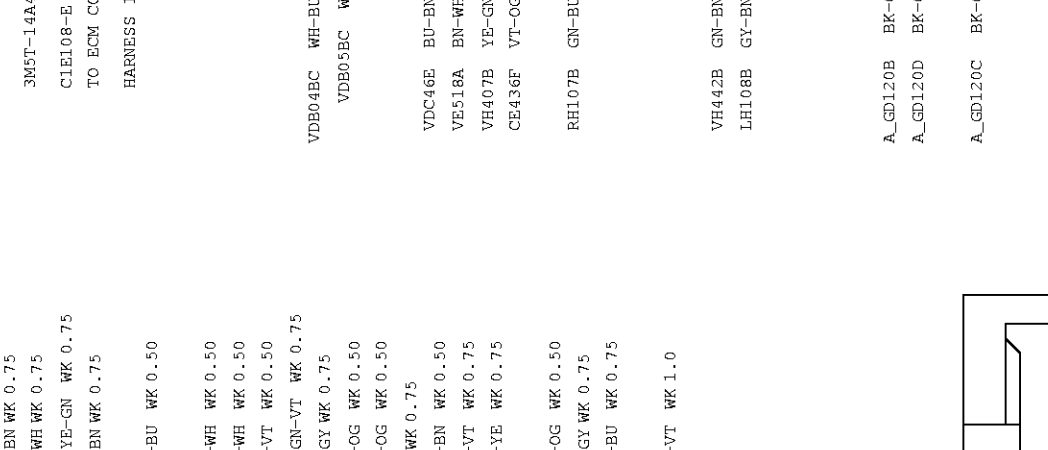 3M5T-14A4
C1E108-E
TO ECM CO
HARNESS
VDB04BC WH-BU
VDB05BC W
VDC46E BU-BN
VE518A BN-WH
VH407B YE-GN
CE436F VT-OG
RH107B GN-BU
VH442B GN-BN
LH108B GY-BN
A_GD120B BK-
A_GD120D BK-
A_GD120C BK-
BN WK 0.75
WH WK 0.75
YE-GN WK 0.75
BN WK 0.75
-BU WK 0.50
-WH WK 0.50
-WH WK 0.50
-VT WK 0.50
GN-VT WK 0.75
GY WK 0.75
-OG WK 0.50
-OG WK 0.50
WK 0.75
-BN WK 0.50
-VT WK 0.75
-YE WK 0.75
-OG WK 0.50
GY WK 0.75
-BU WK 0.75
-VT WK 1.0